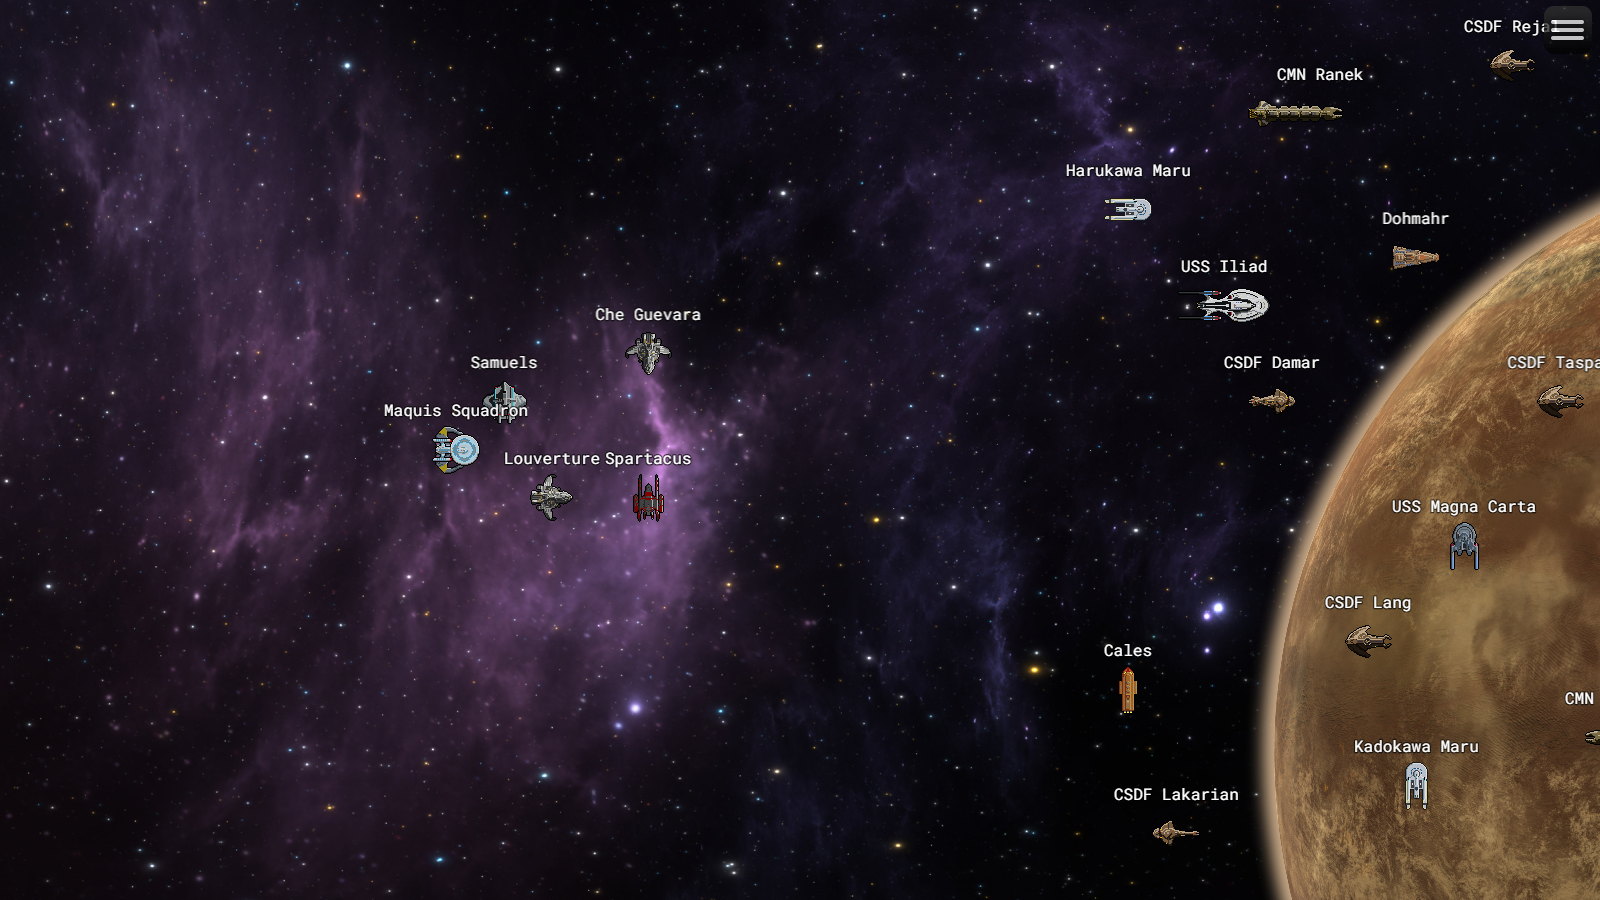 CSDF Rejal
CMN Ranek
Harukawa Maru
Dohmahr
USS Iliad
Che Guevara
Samuels
CSDF Damar
CSDF Taspa
Maquis Squadron
Louverture
Spartacus
USS Magna Carta
CSDF Lang
Cales
CMN
Kadokawa Maru
CSDF Lakarian